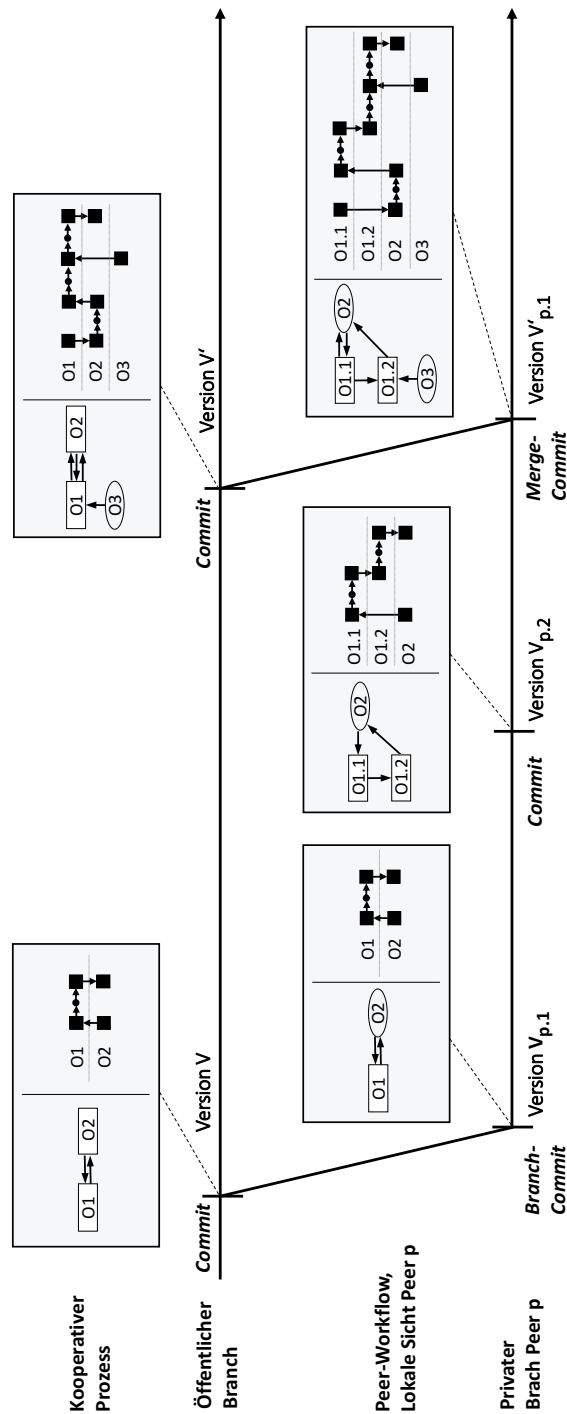 Kooperativer
Prozess
O1 O2
O1
O2
O1 O2
O3
O1
O2
O3
Öffentlicher
Branch
Commit
Version V
Commit
Version V‘
Peer-Workflow,
Lokale Sicht Peer p
O1 O2
O1
O2
O1.1 O2
O1.2
O1.1
O1.2
O2
O1.1 O2
O1.2
O3
O1.1
O1.2
O2
O3
Privater
Brach Peer p
Branch-
Commit
Version Vp.1
Commit
Version Vp.2
Merge-
Commit
Version V‘p.1